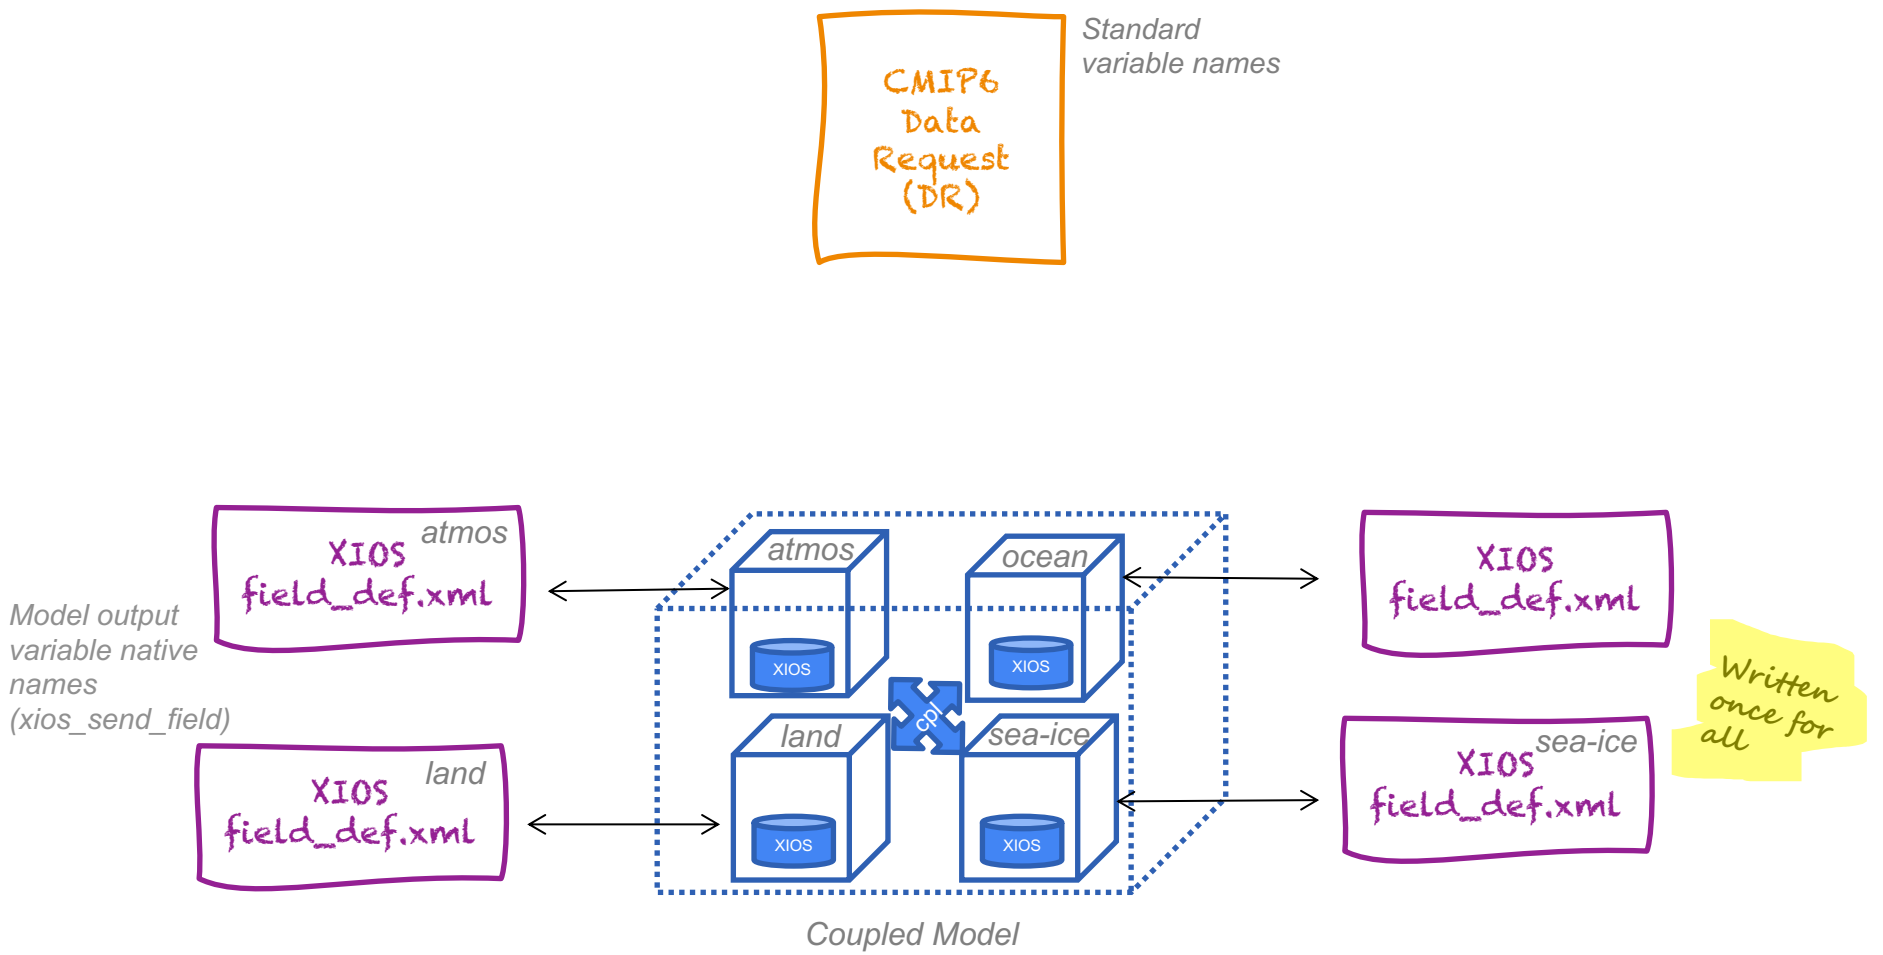 Standard
variable names
CMIP6
Data
Request
(DR)
atmos
XIOS
field_def.xml
Model output
variable native
names
(xios_send_field)
land
XIOS
field_def.xml
atmos
XIOS
ocean
XIOS
cpl
land
XIOS
sea-ice
XIOS
Coupled Model
XIOS
field_def.xml
sea-ice
XIOS
field_def.xml
Written
once for
all